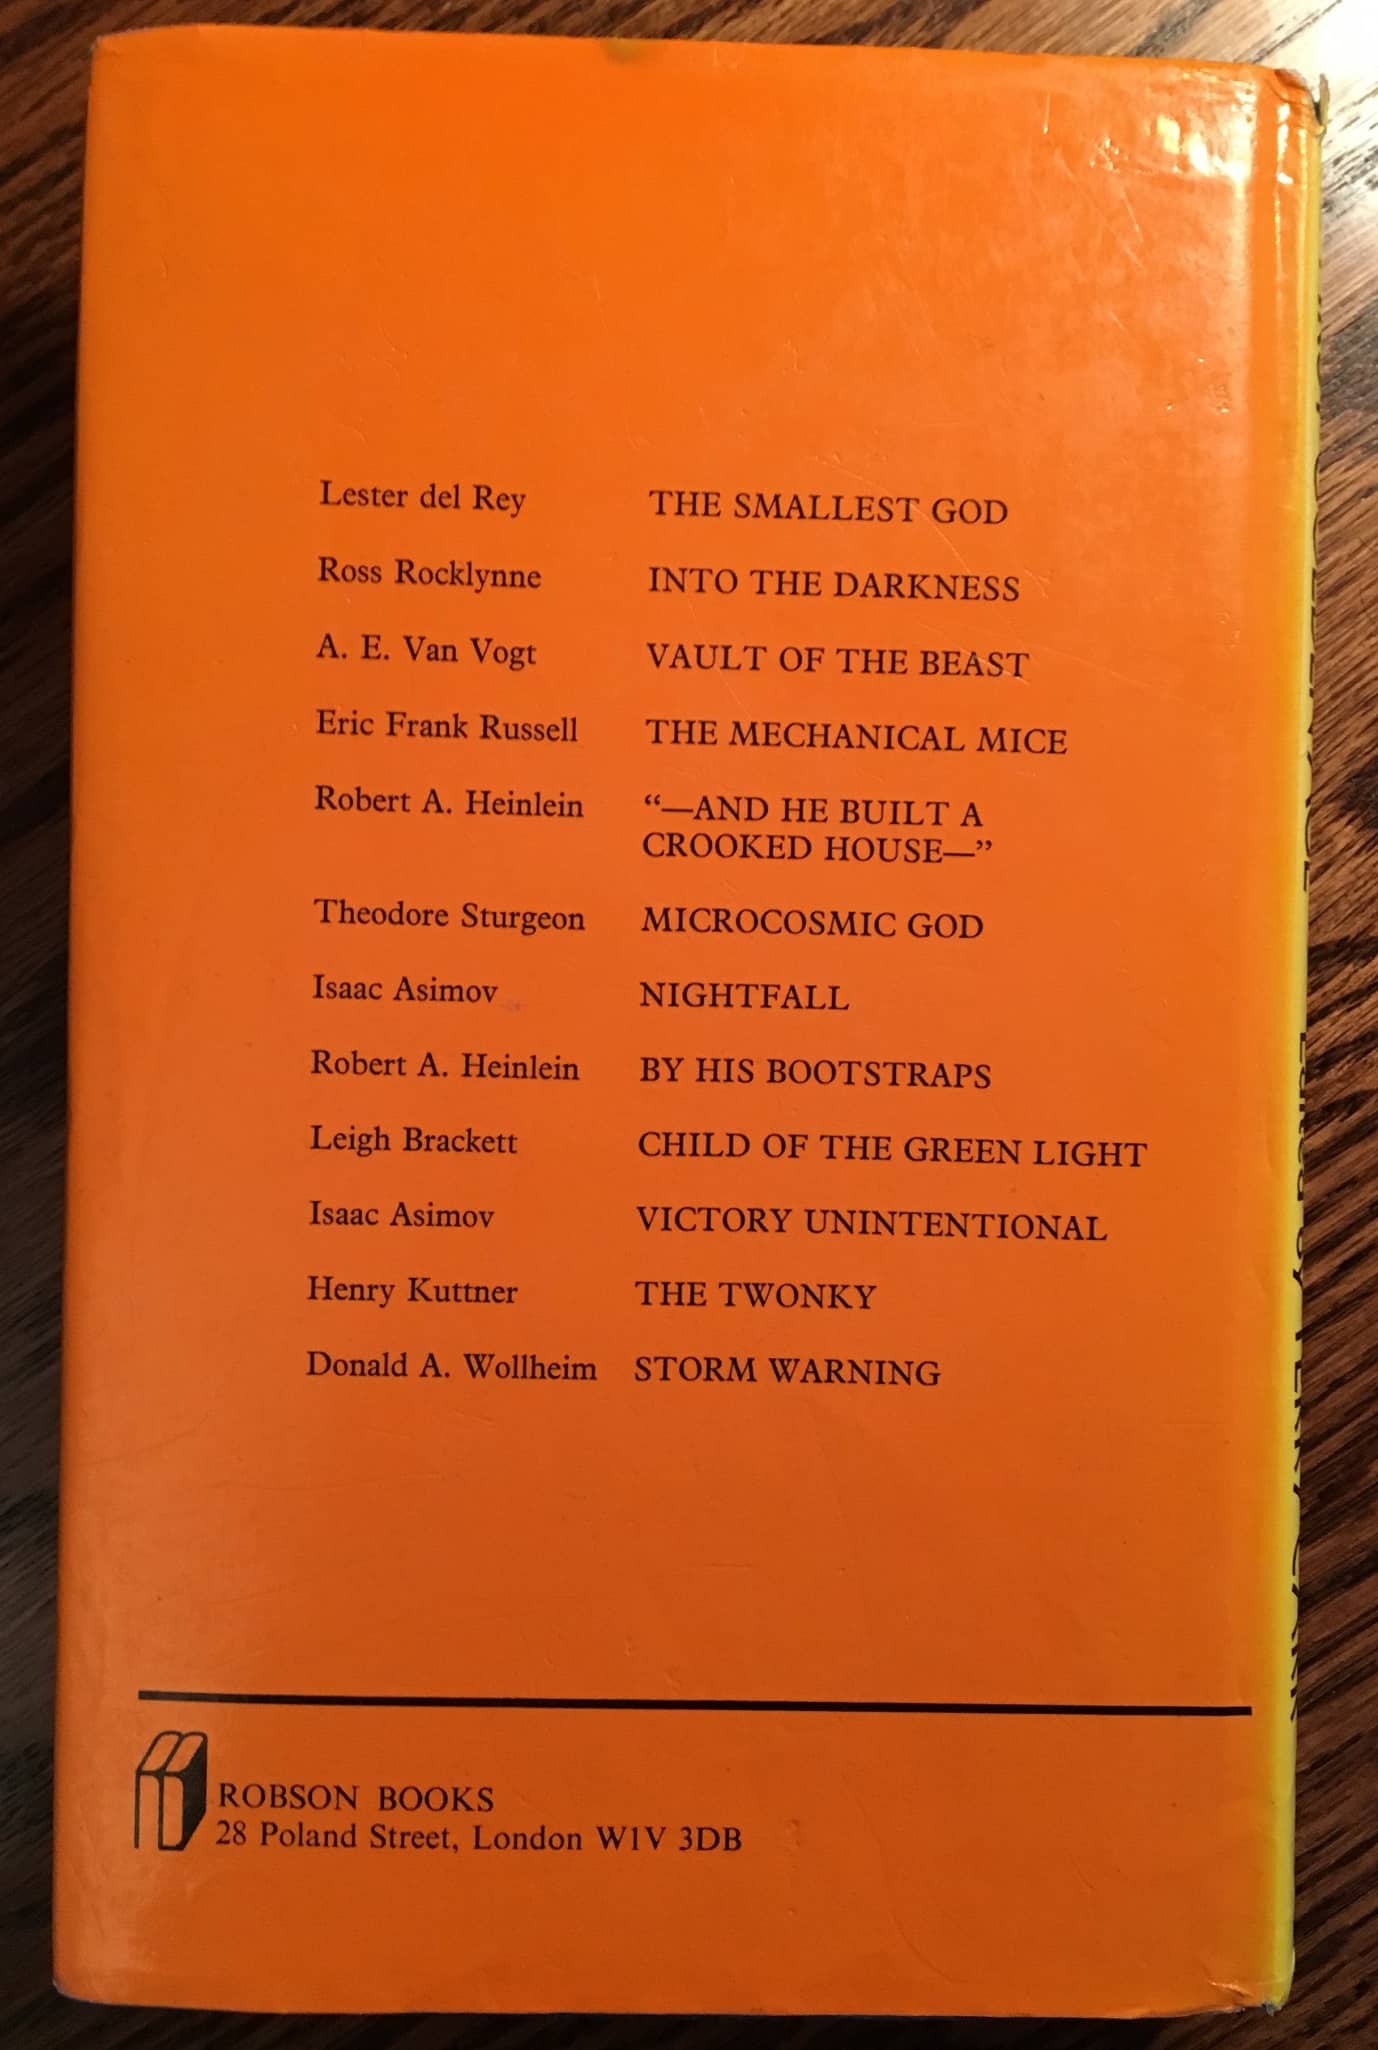 Lester del Rey THE SMALLEST GOD
Ross Rocklynne INTO THE DARKNESS
A. E. Van Vogt VAULT OF THE BEAST
Eric Frank Russell THE MECHANICAL MICE
Robert A. Heinlein “—AND HE BUILT A
CROOKED HOUSE—”
Theodore Sturgeon MICROCOSMIC GOD
Isaac Asimov NIGHTFALL
Robert A. Heinlein BY HIS BOOTSTRAPS
Leigh Brackett CHILD OF THE GREEN LIGHT
Isaac Asimov VICTORY UNINTENTIONAL
Henry Kuttner THE TWONKY
Donald A. Wollheim STORM WARNING
ROBSON BOOKS
28 Poland Street, London W1V 3DB